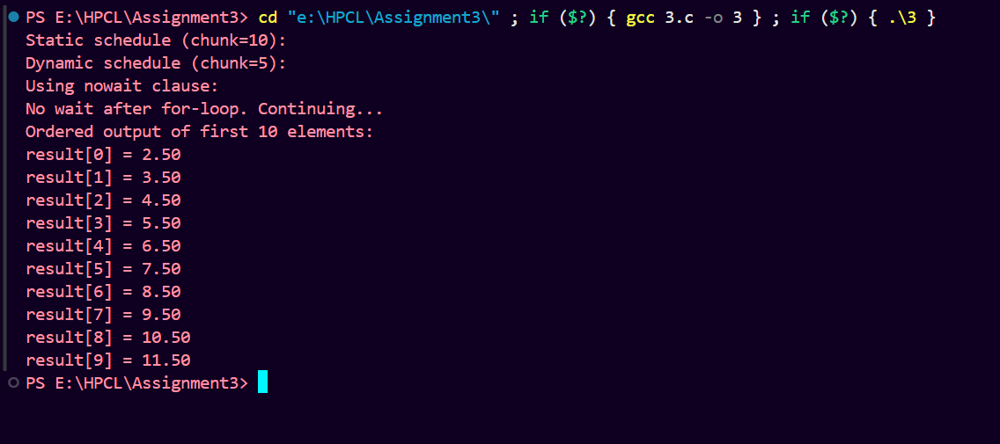 PS E:\HPCL\Assignment3> cd "e:\HPCL\Assignment3\" ; if ($?) { gcc 3.c -o 3 } ; if ($?) { .\3 }
Static schedule (chunk=10):
Dynamic schedule (chunk=5):
Using nowait clause:
No wait after for-loop. Continuing...
Ordered output of first 10 elements:
result[0] = 2.50
result[1] = 3.50
result[2] = 4.50
result[3] = 5.50
result[4] = 6.50
result[5] = 7.50
result[6] = 8.50
result[7] = 9.50
result[8] = 10.50
result[9] = 11.50
PS E:\HPCL\Assignment3>